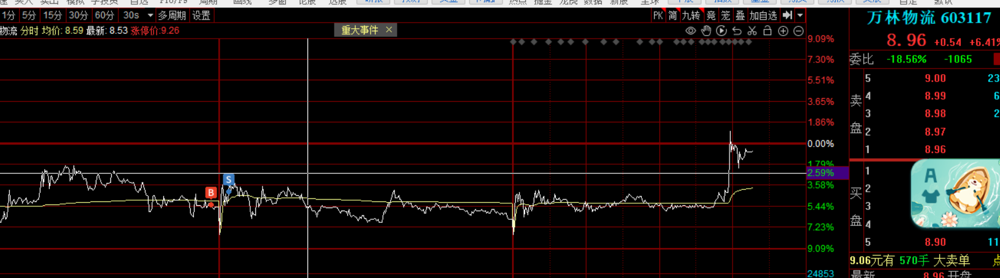 1分 5分 15分 30分 60分 30s 多周期 设置
PK 简 九转 竞 笼 叠 加自选
物流 分时 均价: 8.59 最新: 8.53 涨停价:9.26
重大事件 ×
9.09%
7.30%
5.51%
3.65%
1.86%
0.00%
1.79%
2.59%
3.58%
5.44%
7.23%
9.09%
24853
B
S
万林物流 603117
8.96 +0.54 +6.41%
委比 -18.56% -1065
卖盘
5 9.00 23
4 8.99 6
3 8.98 2
2 8.97
1 8.96
买盘
1
2
3
4
5 8.90 11
A
9.06元有 570手 大卖单
最新 8.96 开盘